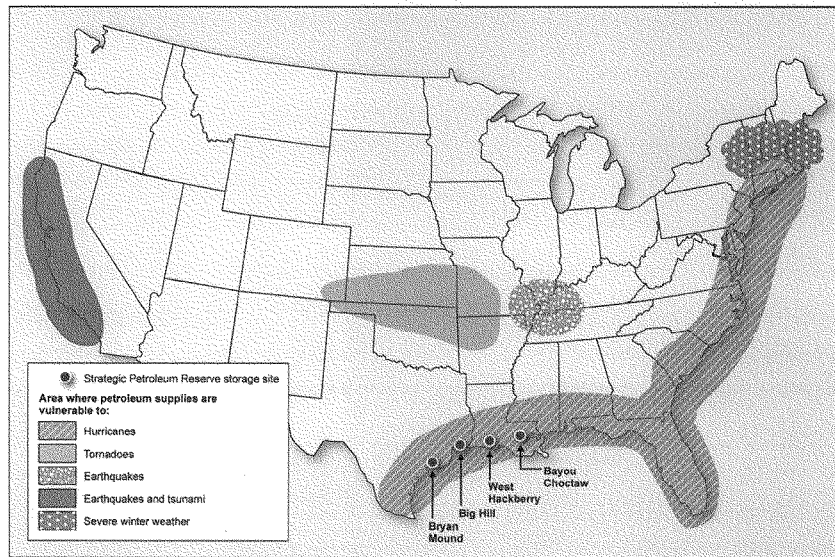 Strategic Petroleum Reserve storage site
Area where petroleum supplies are
vulnerable to:
Hurricanes
Tornadoes
Earthquakes
Earthquakes and tsunami
Severe winter weather
Bryan
Mound
Big Hill
West
Hackberry
Bayou
Choctaw